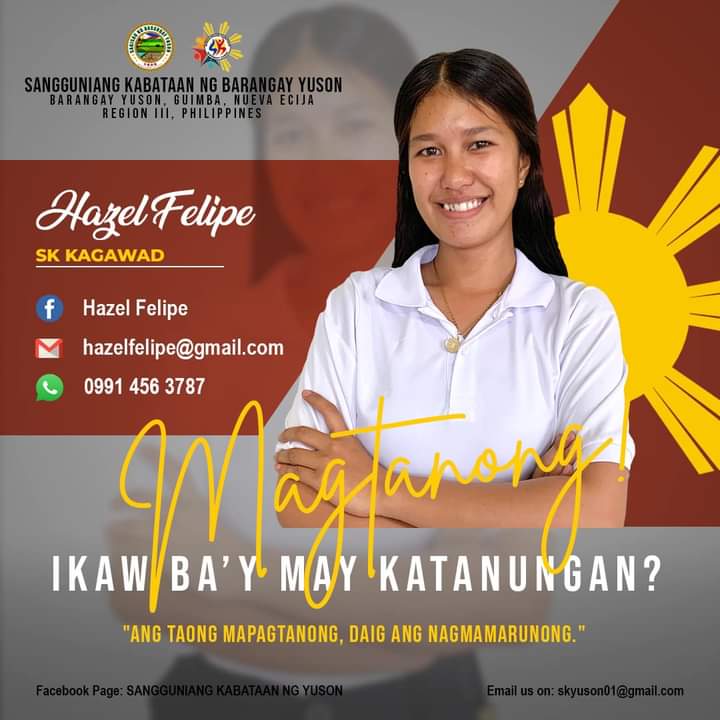 SANGGUNIANG KABATAAN NG BARANGAY YUSON
BARANGAY YUSON, GUIMBA, NUEVA ECIJA
REGION III, PHILIPPINES
Hazel Felipe
SK KAGAWAD
Hazel Felipe
hazelfelipe@gmail.com
0991 456 3787
Magtanong!
IKAW BA'Y MAY KATANUNGAN?
"ANG TAONG MAPAGTANONG, DAIG ANG NAGMAMARUNONG."
Facebook Page: SANGGUNIANG KABATAAN NG YUSON
Email us on: skyuson01@gmail.com